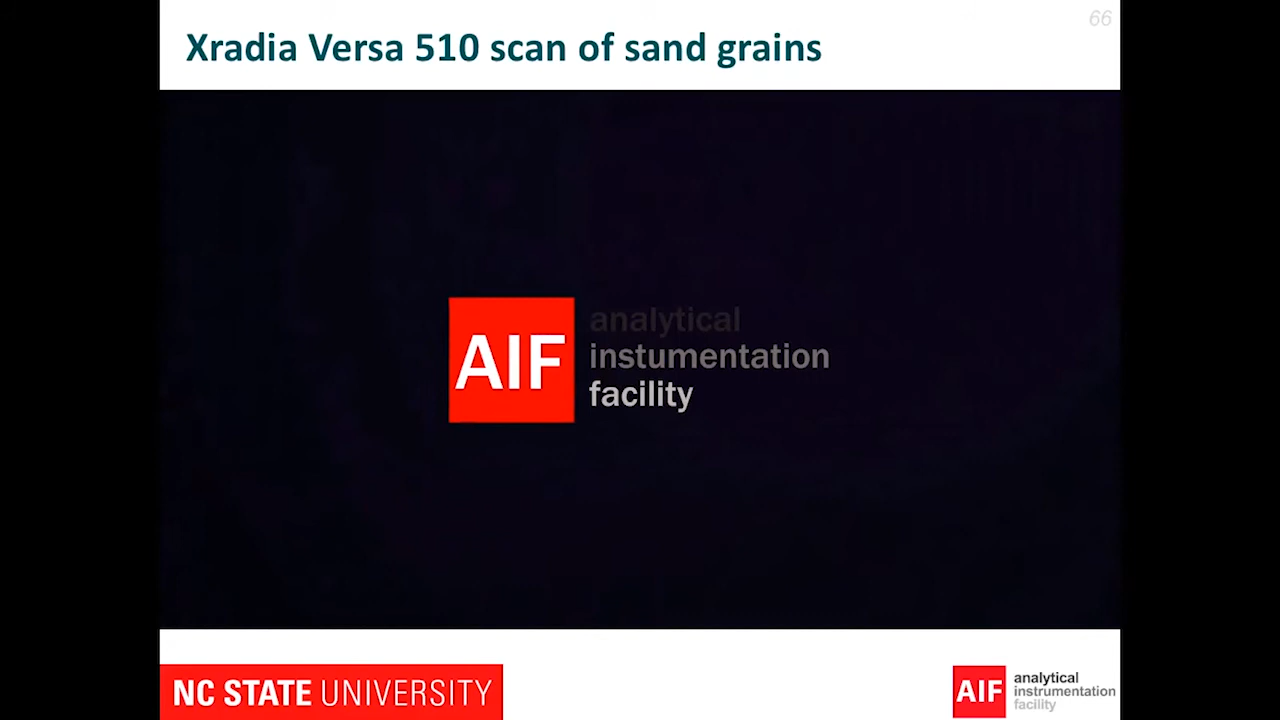 66
Xradia Versa 510 scan of sand grains
AIF
analytical
instumentation
facility
NC STATE UNIVERSITY
AIF
analytical
instrumentation
facility